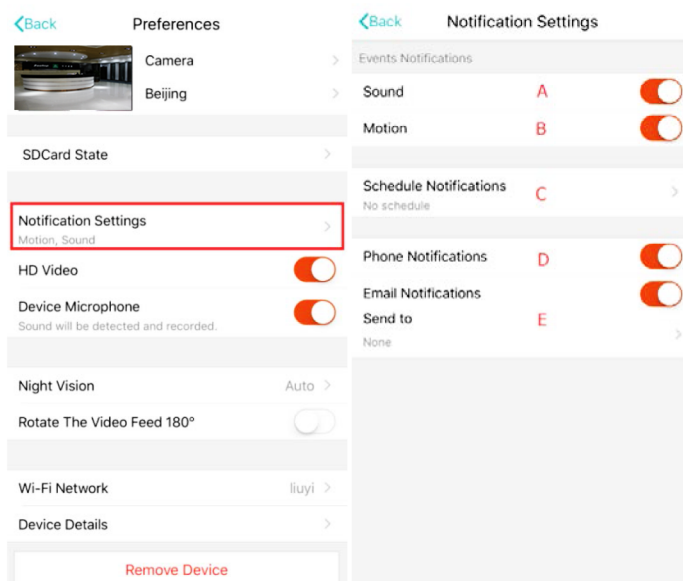 Back
Preferences
Camera
Beijing
SDCard State
Notification Settings
Motion, Sound
HD Video
Device Microphone
Sound will be detected and recorded.
Night Vision
Auto
Rotate The Video Feed 180°
Wi-Fi Network
liuyi
Device Details
Remove Device
Back
Notification Settings
Events Notifications
Sound A
Motion B
Schedule Notifications C
No schedule
Phone Notifications D
Email Notifications
Send to E
None